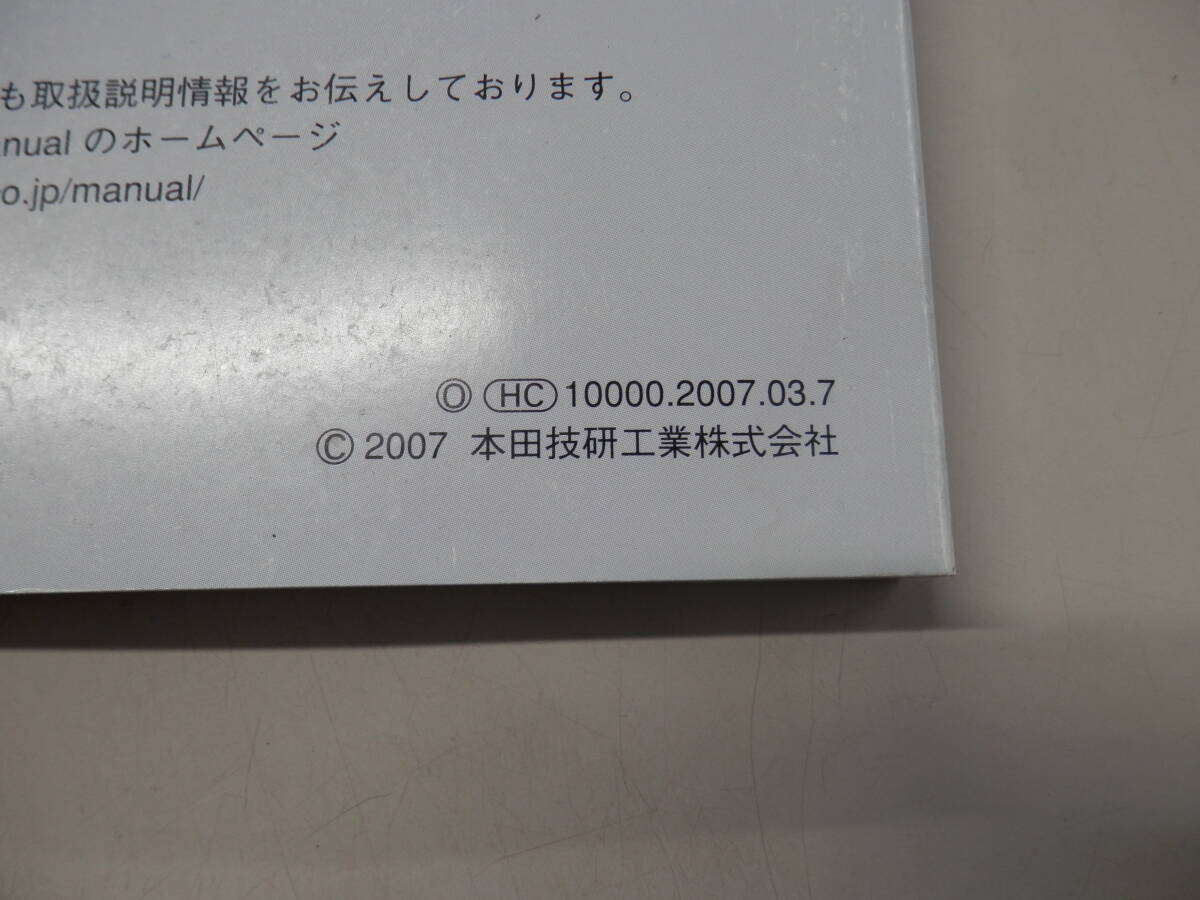 も取扱説明情報をお伝えしております。
のホームページ
o.jp/manual/
Ⓞ HC 10000.2007.03.7
© 2007 本田技研工業株式会社